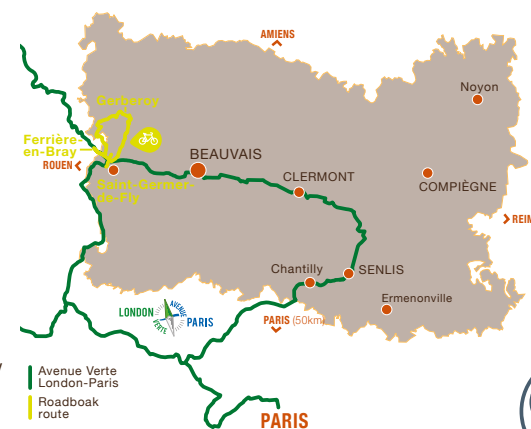 AMIENS
Noyon
Gerberoy
Ferrière-
en-Bray
ROUEN
BEAUVAIS
Saint-Germer-
de-Fly
CLERMONT
COMPIÈGNE
REIM
Chantilly
SENLIS
Ermenonville
LONDON
AVENUE
VERTE
PARIS
PARIS (50km)
Avenue Verte
London-Paris
Roadboak
route
PARIS